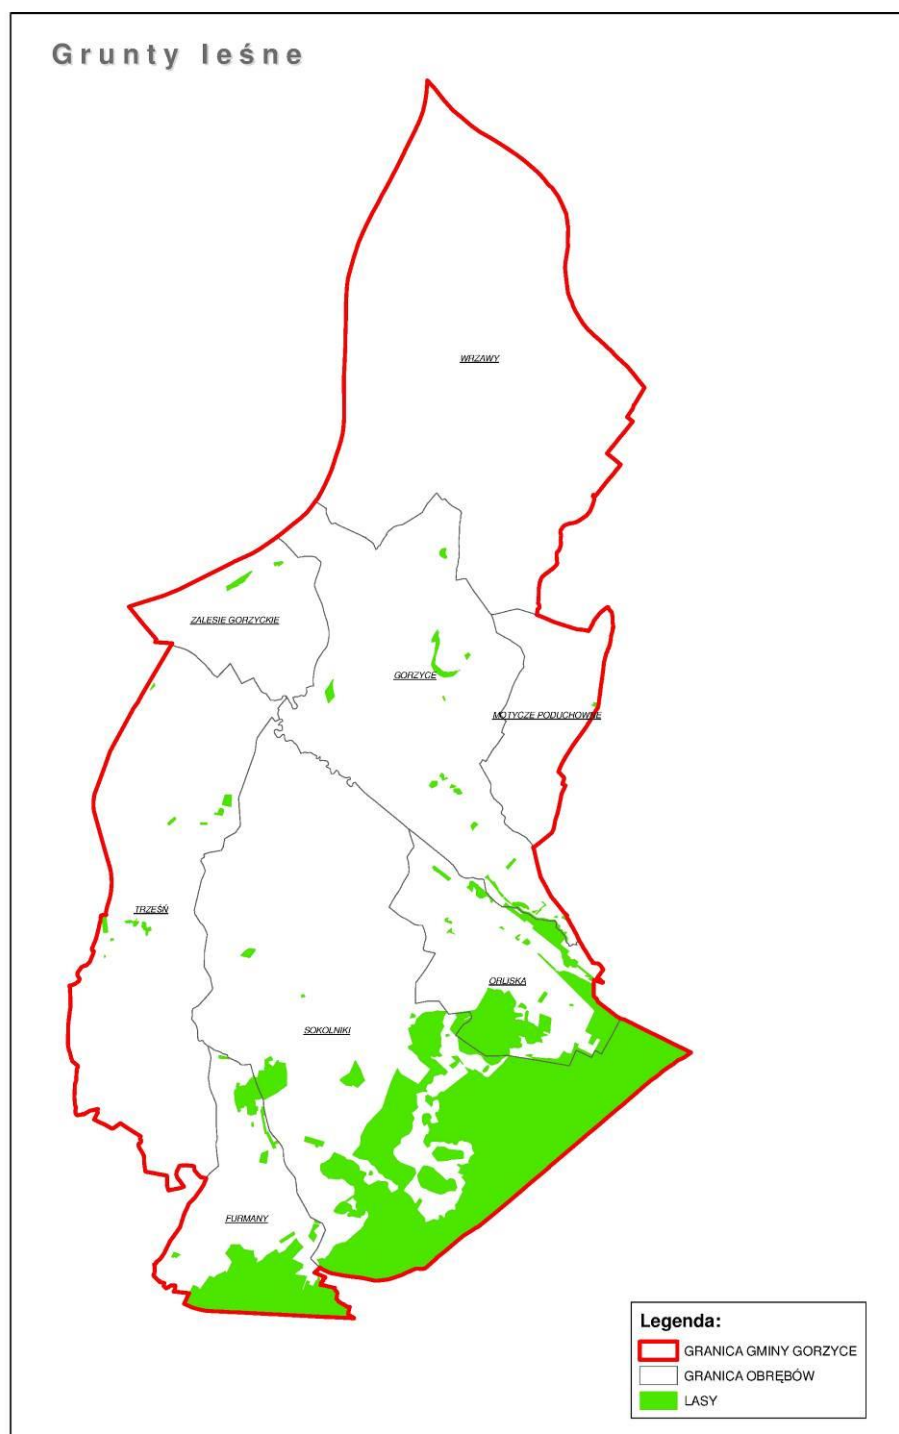 Grunty leśne
WRZAWY
ZALESIE GORZYCKIE
GORZYCE
MOTYCZE PODUCHOWNE
TRZEŚŃ
ORLISKA
SOKOLNIKI
FURMANY
Legenda:
GRANICA GMINY GORZYCE
GRANICA OBRĘBÓW
LASY